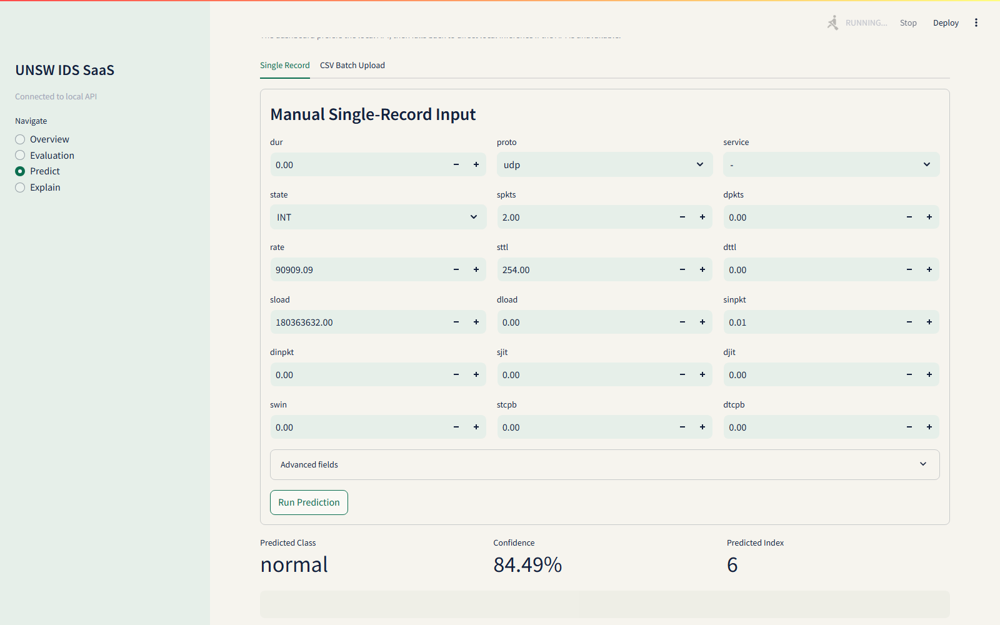 RUNNING... Stop Deploy
UNSW IDS SaaS
Connected to local API
Navigate
Overview
Evaluation
Predict
Explain
Single Record CSV Batch Upload
Manual Single-Record Input
dur proto service
0.00 udp -
state spkts dpkts
INT 2.00 0.00
rate sttl dttl
90909.09 254.00 0.00
sload dload sinpkt
180363632.00 0.00 0.01
dinpkt sjit djit
0.00 0.00 0.00
swin stcpb dtcpb
0.00 0.00 0.00
Advanced fields
Run Prediction
Predicted Class Confidence Predicted Index
normal 84.49% 6